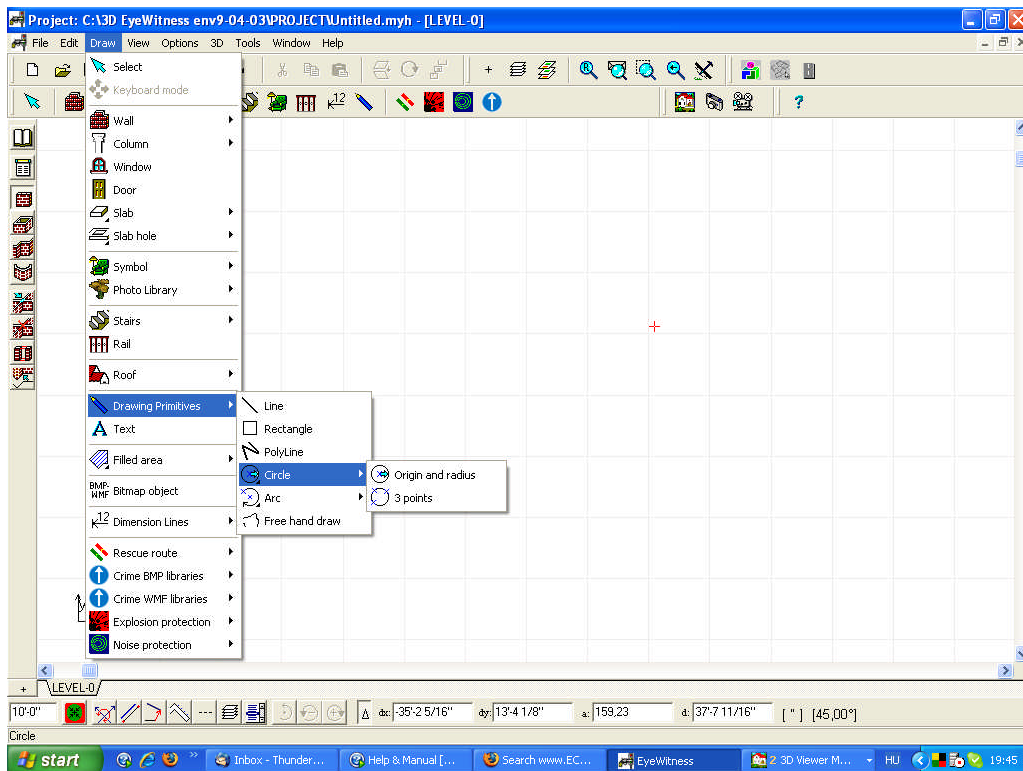 Project: C:\3D EyeWitness env9-04-03\PROJECT\Untitled.myh - [LEVEL-0]
File Edit Draw View Options 3D Tools Window Help
Select
Keyboard mode
Wall
Column
Window
Door
Slab
Slab hole
Symbol
Photo Library
Stairs
Rail
Roof
Drawing Primitives
Text
Filled area
BMP-WMF Bitmap object
Dimension Lines
Rescue route
Crime BMP libraries
Crime WMF libraries
Explosion protection
Noise protection
Line
Rectangle
PolyLine
Circle
Arc
Free hand draw
Origin and radius
3 points
+ LEVEL-0
10'-0" dx: -35'-2 5/16" dy: 13'-4 1/8" a: 159,23 d: 37'-7 11/16" [ " ] [45,00°]
Circle
start Inbox - Thunder... Help & Manual [... Search www.EC... EyeWitness 2 3D Viewer M... HU 19:45